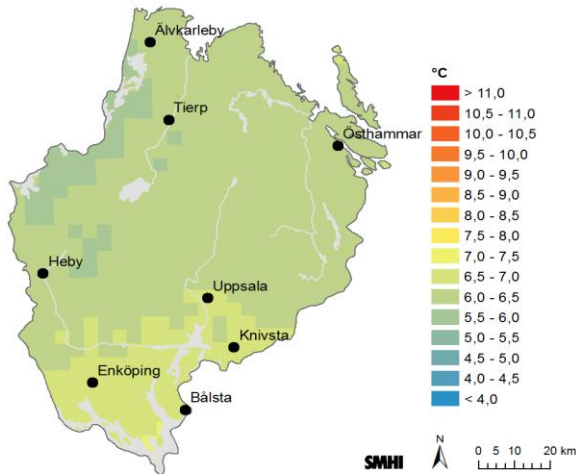 Älvkarleby
Tierp
Östhammar
Heby
Uppsala
Knivsta
Enköping
Bålsta
°C
> 11,0
10,5 - 11,0
10,0 - 10,5
9,5 - 10,0
9,0 - 9,5
8,5 - 9,0
8,0 - 8,5
7,5 - 8,0
7,0 - 7,5
6,5 - 7,0
6,0 - 6,5
5,5 - 6,0
5,0 - 5,5
4,5 - 5,0
4,0 - 4,5
< 4,0
SMHI
N
0 5 10 20 km